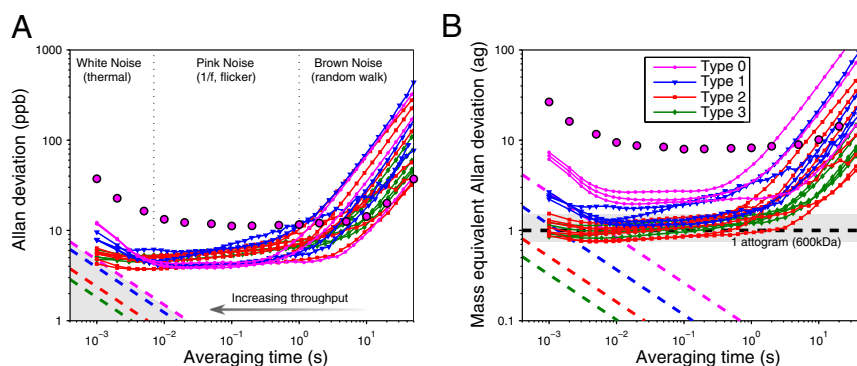 A
1000
100
10
1
Allan deviation (ppb)
White Noise
(thermal)
Pink Noise
(1/f, flicker)
Brown Noise
(random walk)
Increasing throughput
10⁻³
10⁻²
10⁻¹
10⁰
10¹
Averaging time (s)
B
100
10
1
0.1
Mass equivalent Allan deviation (ag)
Type 0
Type 1
Type 2
Type 3
1 attogram (600kDa)
10⁻³
10⁻²
10⁻¹
10⁰
10¹
Averaging time (s)